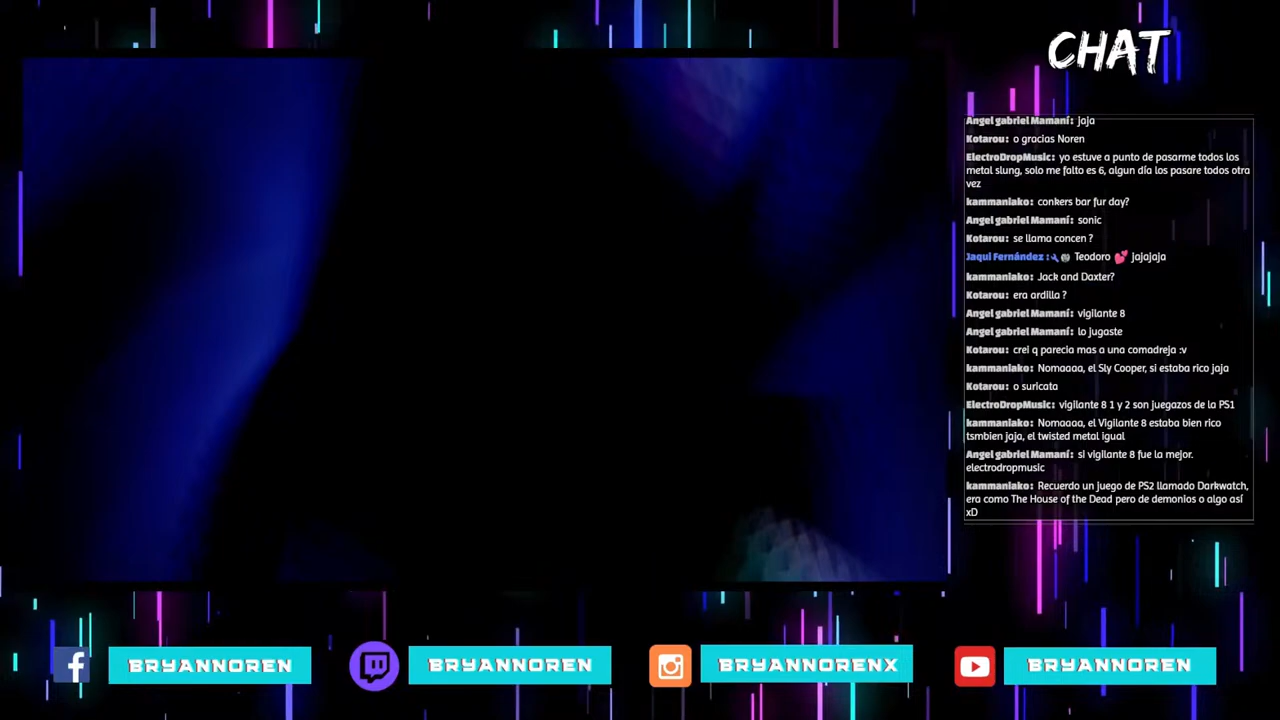 CHAT
Angel gabriel Mamaní: jaja
Kotarou: o gracias Noren
ElectroDropMusic: yo estuve a punto de pasarme todos los
metal slung, solo me falto es 6, algun día los pasare todos otra
vez
kammaniako: conkers bar fur day?
Angel gabriel Mamaní: sonic
Kotarou: se llama concen ?
Jaqui Fernández : Teodoro 💕 jajajaja
kammaniako: Jack and Daxter?
Kotarou: era ardilla ?
Angel gabriel Mamaní: vigilante 8
Angel gabriel Mamaní: lo jugaste
Kotarou: crei q parecia mas a una comadreja :v
kammaniako: Nomaaaa, el Sly Cooper, si estaba rico jaja
Kotarou: o suricata
ElectroDropMusic: vigilante 8 1 y 2 son juegazos de la PS1
kammaniako: Nomaaaa, el Vigilante 8 estaba bien rico
tsmbien jaja, el twisted metal igual
Angel gabriel Mamaní: si vigilante 8 fue la mejor.
electrodropmusic
kammaniako: Recuerdo un juego de PS2 llamado Darkwatch,
era como The House of the Dead pero de demonios o algo así
xD
BRYANNOREN
BRYANNOREN
BRYANNORENX
BRYANNOREN